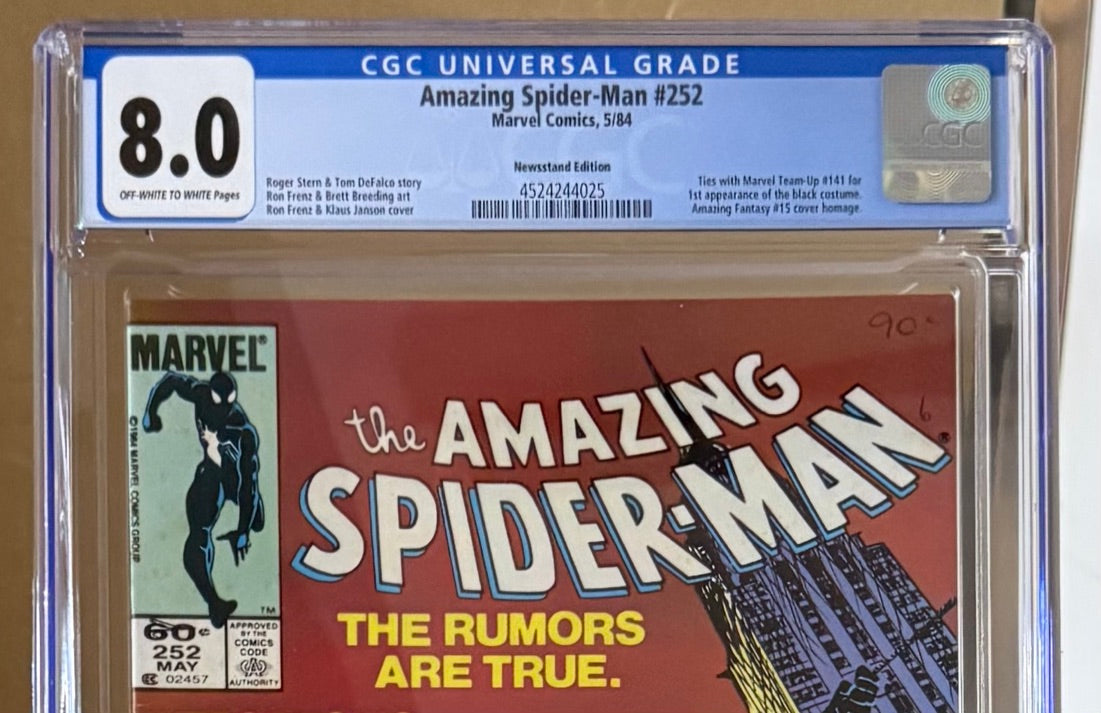 CGC UNIVERSAL GRADE
8.0
OFF-WHITE TO WHITE Pages
Amazing Spider-Man #252
Marvel Comics, 5/84
Newsstand Edition
4524244025
Roger Stern & Tom DeFalco story
Ron Frenz & Brett Breeding art
Ron Frenz & Klaus Janson cover
Ties with Marvel Team-Up #141 for
1st appearance of the black costume.
Amazing Fantasy #15 cover homage.
CGC
90
6
MARVEL®
©1984 MARVEL COMICS GROUP
TM
60¢
252
MAY
02457
APPROVED
BY THE
COMICS
CODE
AUTHORITY
the AMAZING
SPIDER-MAN®
THE RUMORS
ARE TRUE.